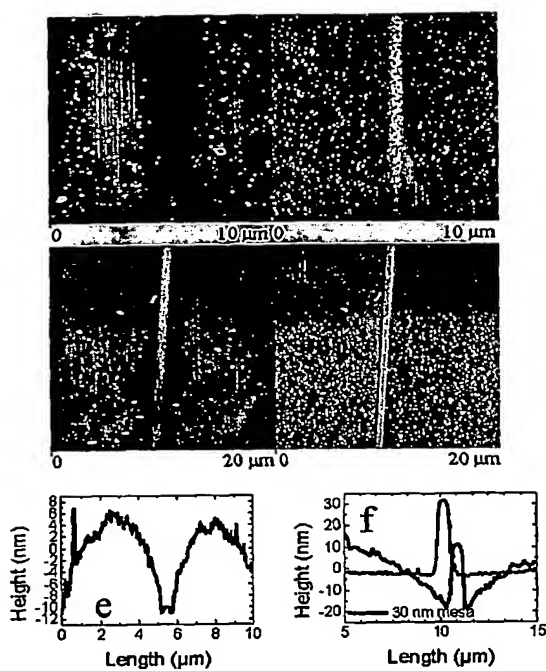 0 10 μm 0 10 μm
0 20 μm 0 20 μm
8
6
4
2
0
-2
-4
-6
-8
-10
-12
Height (nm)
e
0 2 4 6 8 10
Length (μm)
30
20
10
0
-10
-20
Height (nm)
f
30 nm mesa
5 10 15
Length (μm)